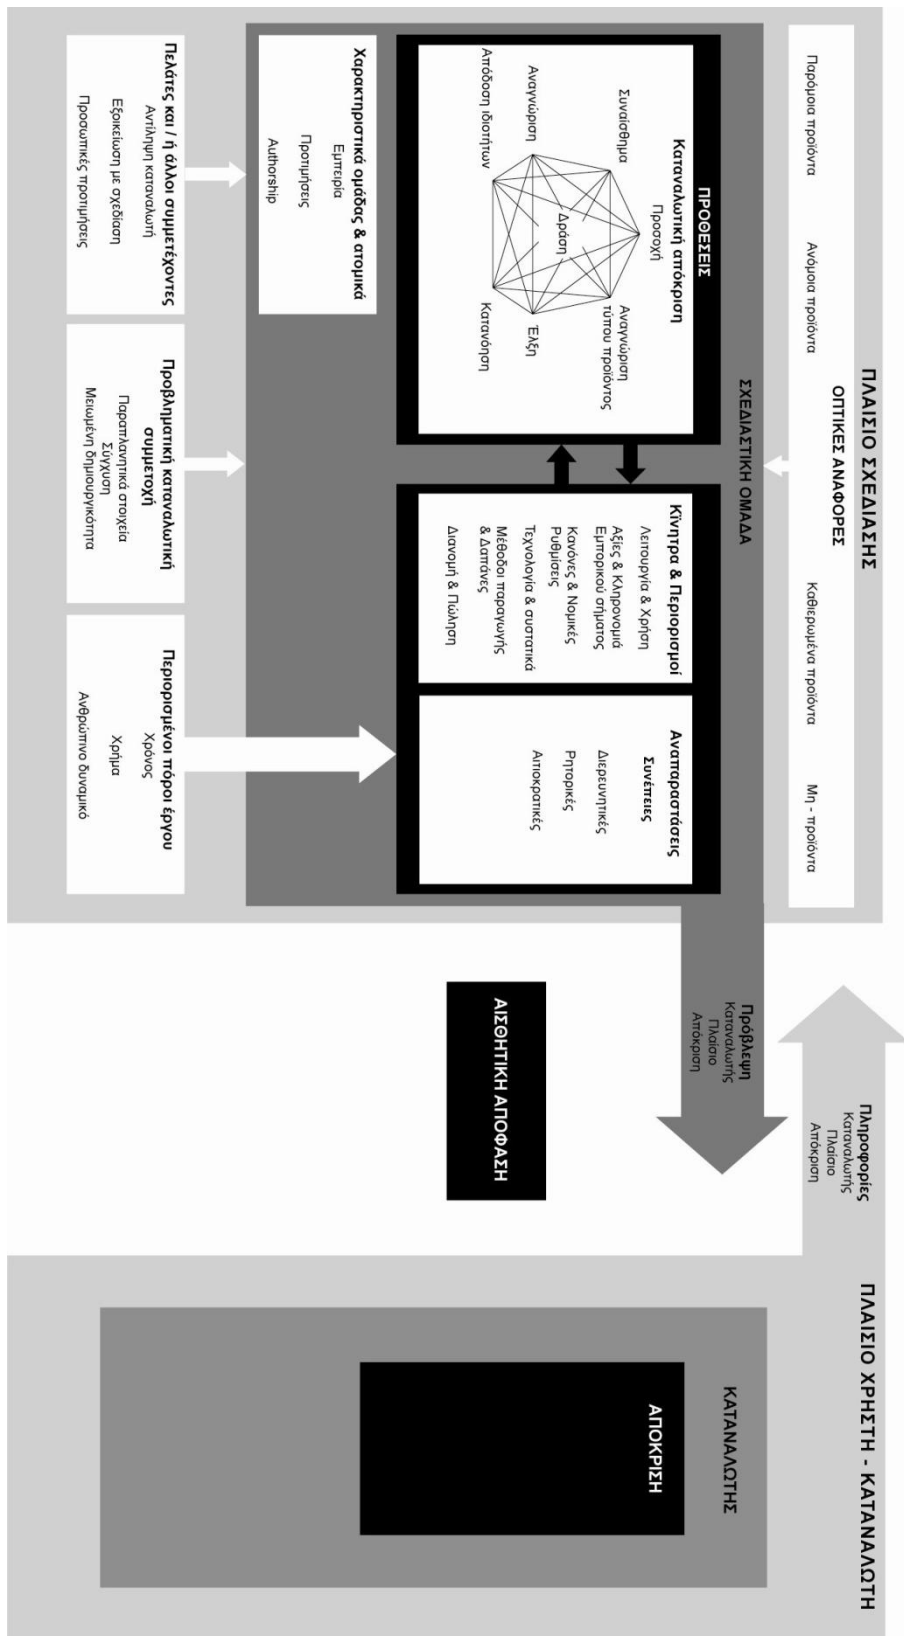 ΠΛΑΙΣΙΟ ΣΧΕΔΙΑΣΗΣ
ΟΠΤΙΚΕΣ ΑΝΑΦΟΡΕΣ
Παρόμοια προϊόντα
Ανόμοια προϊόντα
Καθιερωμένα προϊόντα
Μη - προϊόντα
ΣΧΕΔΙΑΣΤΙΚΗ ΟΜΑΔΑ
ΠΡΟΘΕΣΕΙΣ
Καταναλωτική απόκριση
Προσοχή
Συναίσθημα
Αναγνώριση
τύπου προϊόντος
Δράση
Αναγνώριση
Έλξη
Απόδοση ιδιοτήτων
Κατανόηση
Κίνητρα & Περιορισμοί
Λειτουργία & Χρήση
Αξίες & Κληρονομιά
Εμπορικού σήματος
Κανόνες & Νομικές
Ρυθμίσεις
Τεχνολογία & συστατικά
Μέθοδοι παραγωγής
& Δαπάνες
Διανομή & Πώληση
Αναπαραστάσεις
Συνέπειες
Διερευνητικές
Ρητορικές
Αιτιοκρατικές
Χαρακτηριστικά ομάδας & ατομικά
Εμπειρία
Προτιμήσεις
Authorship
Πελάτες και / ή άλλοι συμμετέχοντες
Αντίληψη καταναλωτή
Εξοικείωση με σχεδίαση
Προσωπικές προτιμήσεις
Προβληματική καταναλωτική
συμμετοχή
Παραπλανητικά στοιχεία
Σύγχυση
Μειωμένη δημιουργικότητα
Περιορισμένοι πόροι έργου
Χρόνος
Χρήμα
Ανθρώπινο δυναμικό
Πρόβλεψη
Καταναλωτής
Πλαίσιο
Απόκριση
Πληροφορίες
Καταναλωτής
Πλαίσιο
Απόκριση
ΑΙΣΘΗΤΙΚΗ ΑΠΟΦΑΣΗ
ΠΛΑΙΣΙΟ ΧΡΗΣΤΗ - ΚΑΤΑΝΑΛΩΤΗ
ΚΑΤΑΝΑΛΩΤΗΣ
ΑΠΟΚΡΙΣΗ